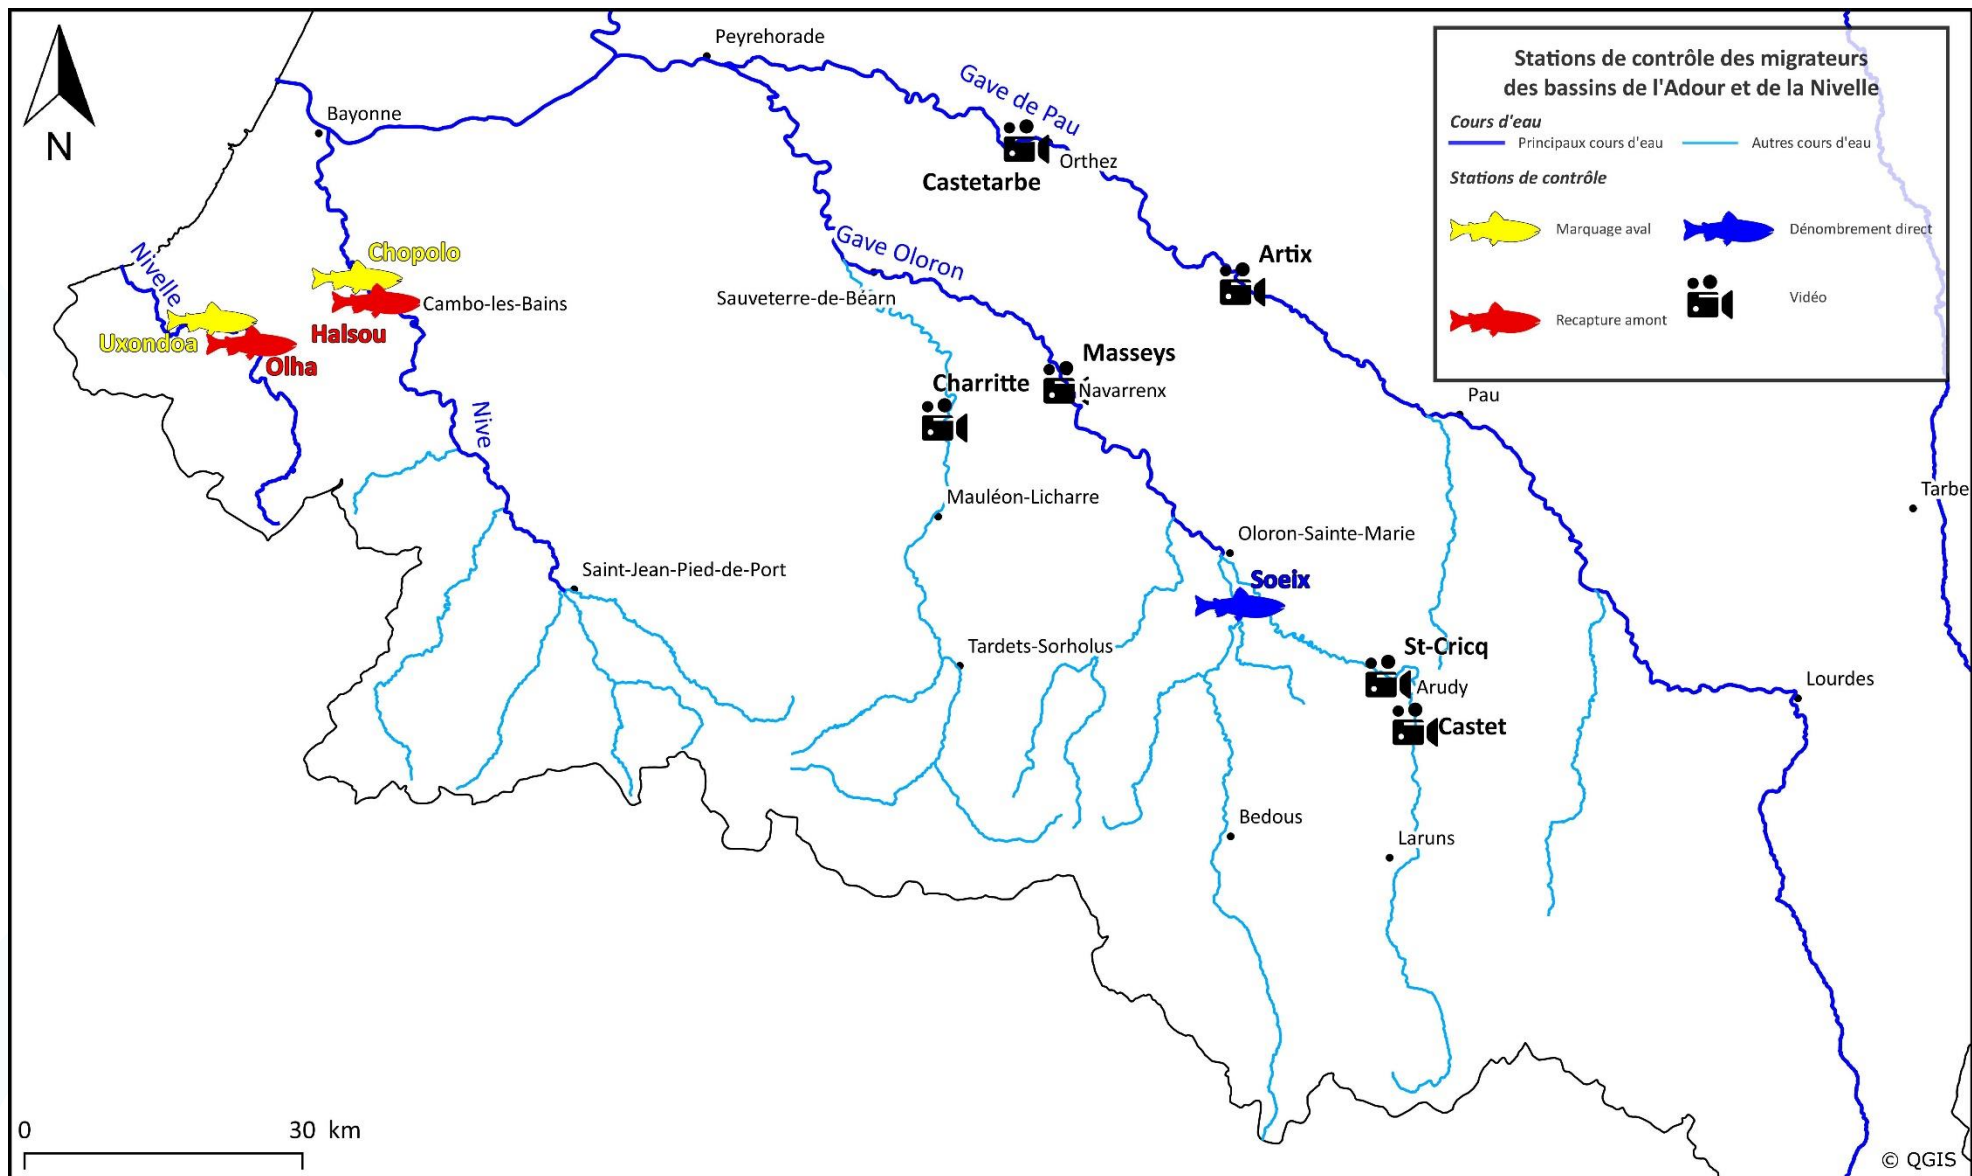 Peyrehorade
Stations de contrôle des migrateurs
des bassins de l'Adour et de la Nivelle
Cours d'eau
Principaux cours d'eau
Autres cours d'eau
Stations de contrôle
Marquage aval
Dénombrement direct
Recapture amont
Vidéo
Gave de Pau
Bayonne
N
Orthez
Castetarbe
Nivelle
Chopolo
Gave Oloron
Artix
Sauveterre-de-Béarn
Cambo-les-Bains
Uxondoa
Halsou
Olha
Masseys
Navarrenx
Charritte
Pau
Nive
Tarbe
Mauléon-Licharre
Oloron-Sainte-Marie
Saint-Jean-Pied-de-Port
Soeix
Tardets-Sorholus
St-Cricq
Arudy
Lourdes
Castet
Bedous
Laruns
0
30 km
© QGIS